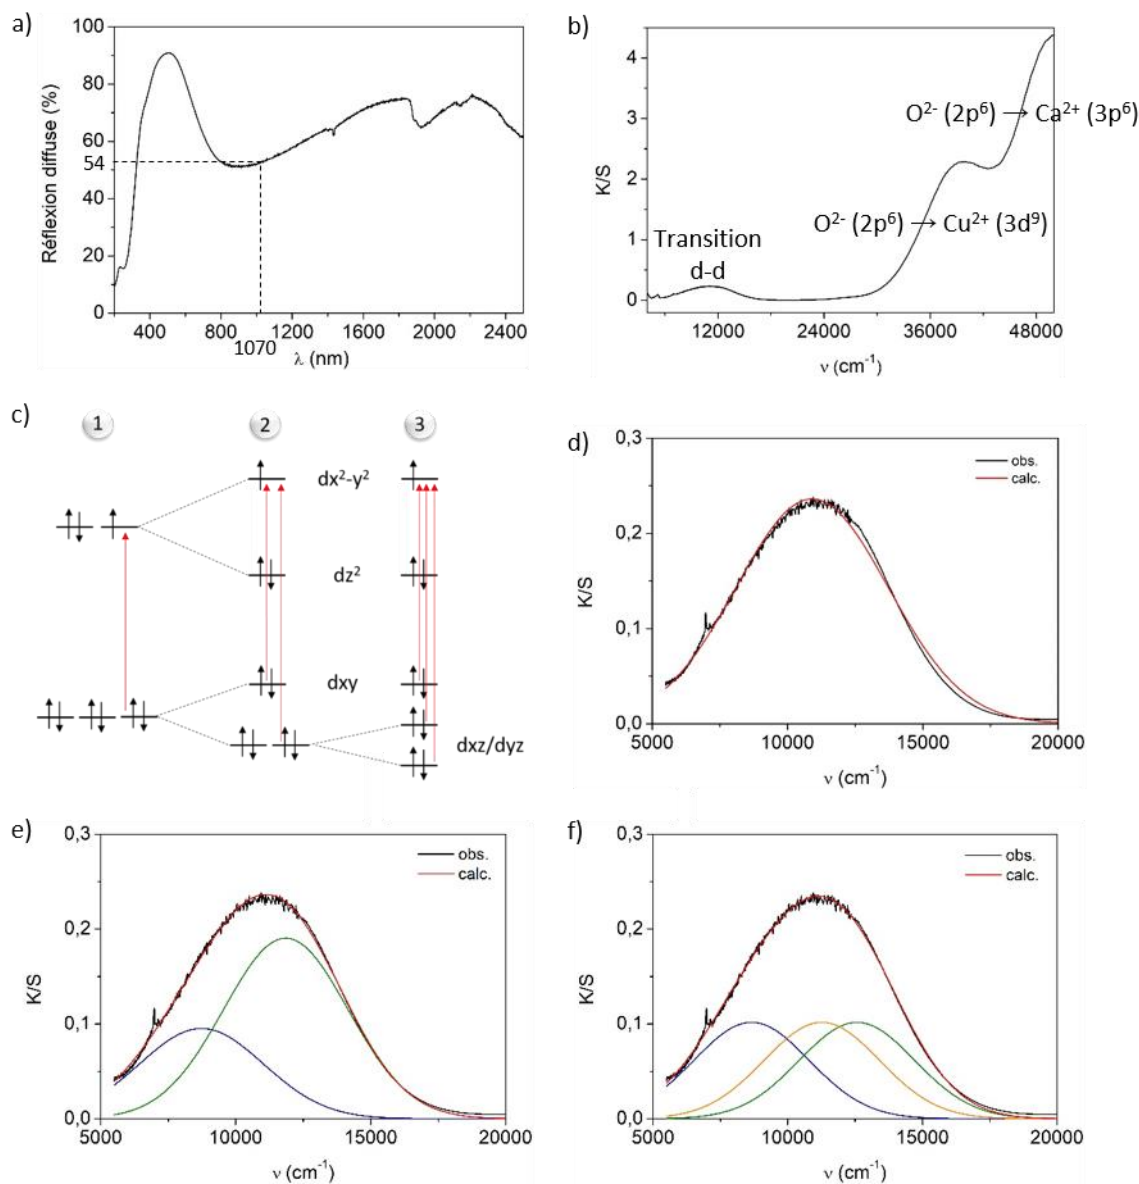 a)
Réflexion diffuse (%)
100
80
60
54
40
20
0
400
800
1200
1600
2000
2400
1070
λ (nm)
b)
K/S
4
3
2
1
0
O²⁻ (2p⁶) → Ca²⁺ (3p⁶)
O²⁻ (2p⁶) → Cu²⁺ (3d⁹)
Transition
d-d
12000
24000
36000
48000
ν (cm⁻¹)
c)
1
2
3
dx²-y²
dz²
dxy
dxz/dyz
d)
K/S
0,3
0,2
0,1
0,0
obs.
calc.
5000
10000
15000
20000
ν (cm⁻¹)
e)
K/S
0,3
0,2
0,1
0,0
obs.
calc.
5000
10000
15000
20000
ν (cm⁻¹)
f)
K/S
0,3
0,2
0,1
0,0
obs.
calc.
5000
10000
15000
20000
ν (cm⁻¹)